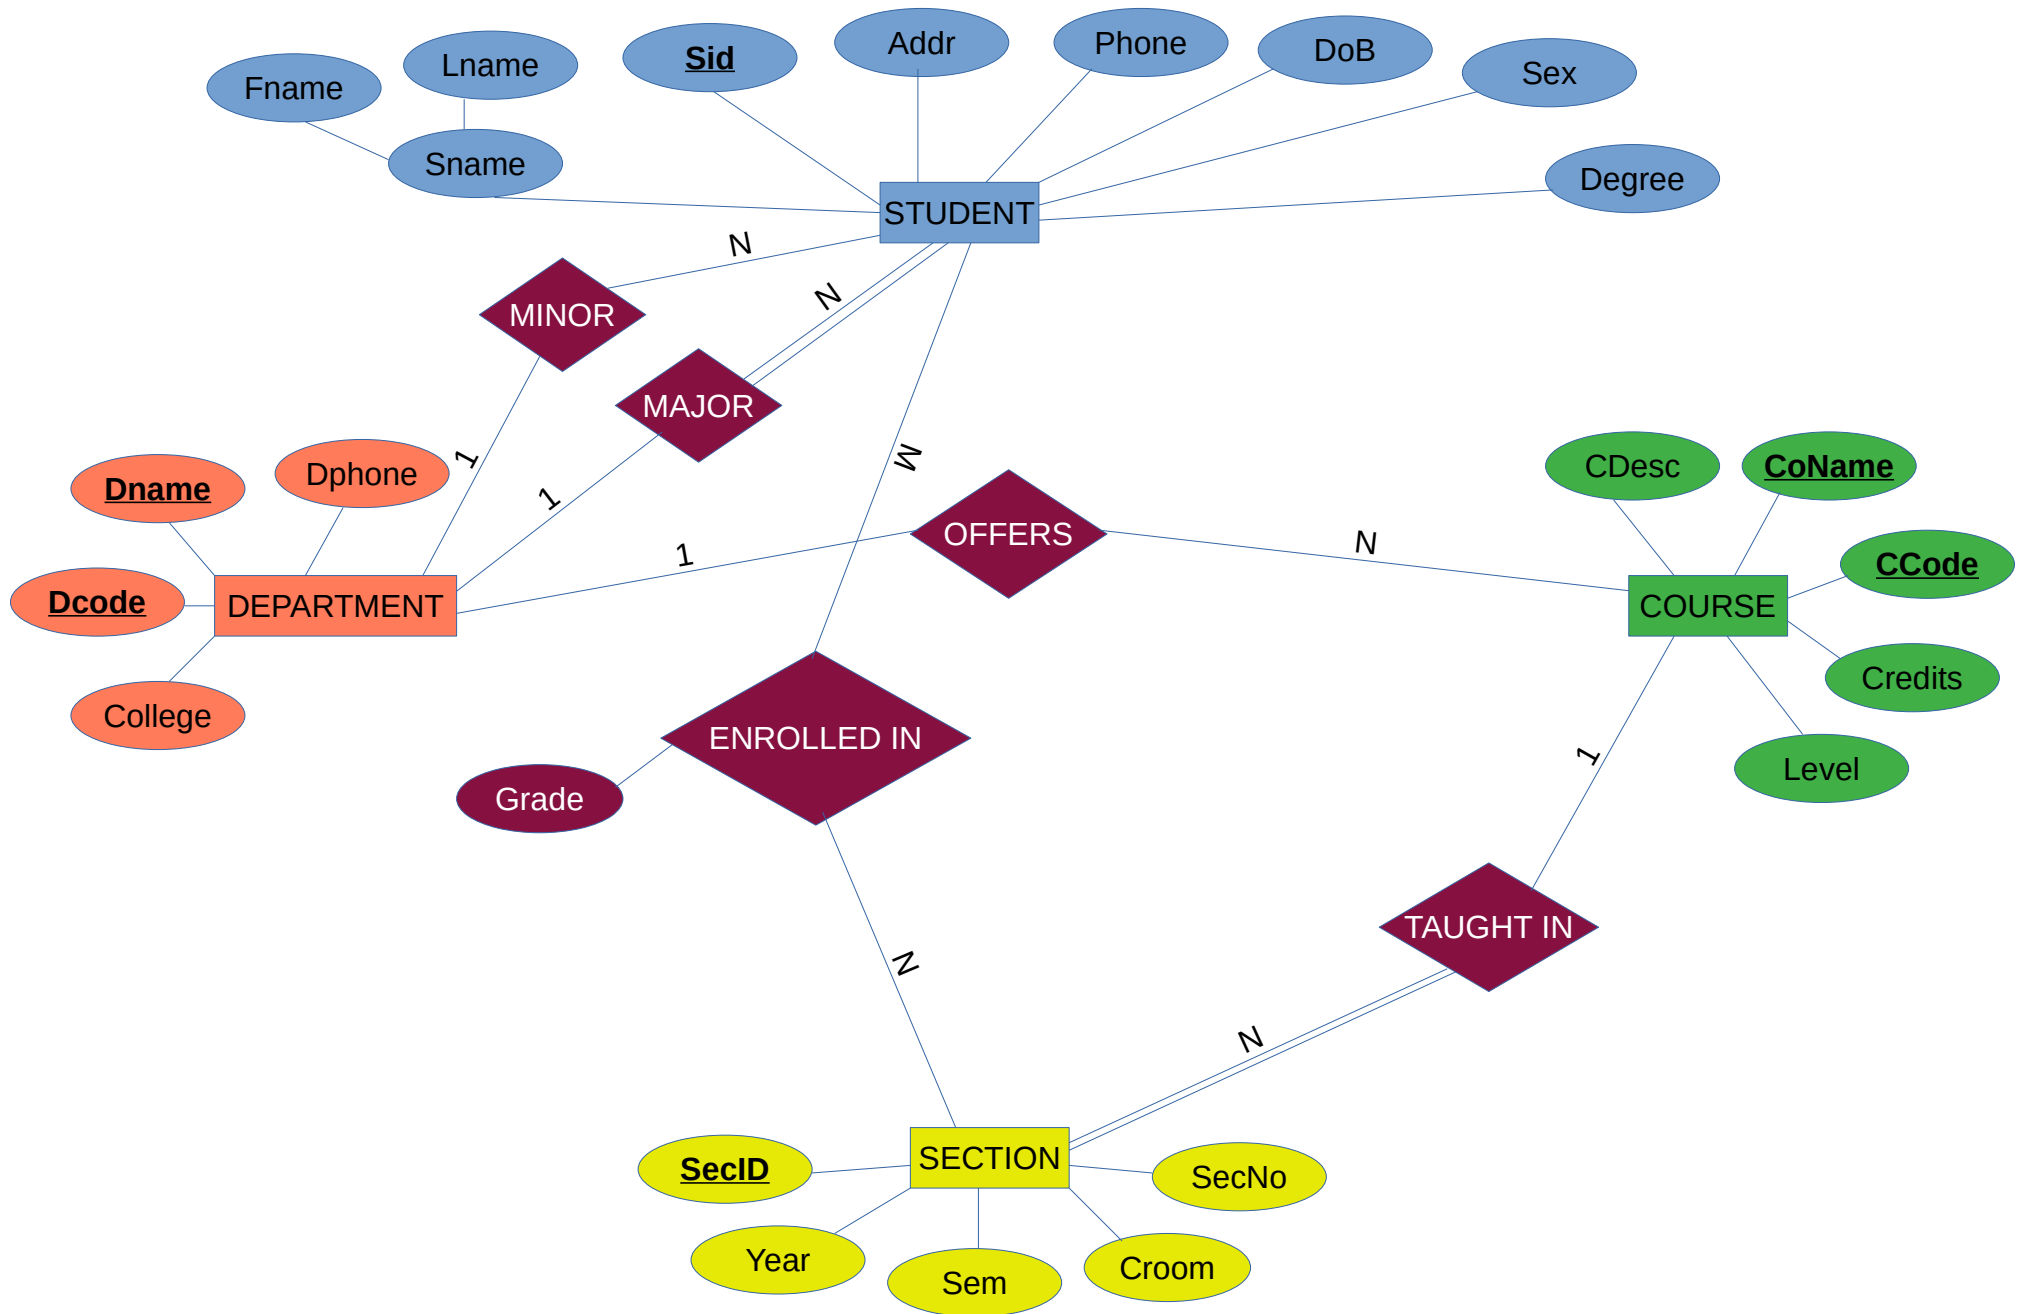 Fname
Lname
Sid
Addr
Phone
DoB
Sex
Sname
Degree
STUDENT
N
N
MINOR
MAJOR
1
1
M
Dname
Dphone
Dcode
DEPARTMENT
College
1
OFFERS
N
CDesc
CoName
CCode
COURSE
Credits
Level
1
ENROLLED IN
Grade
N
TAUGHT IN
N
SecID
SECTION
SecNo
Year
Sem
Croom